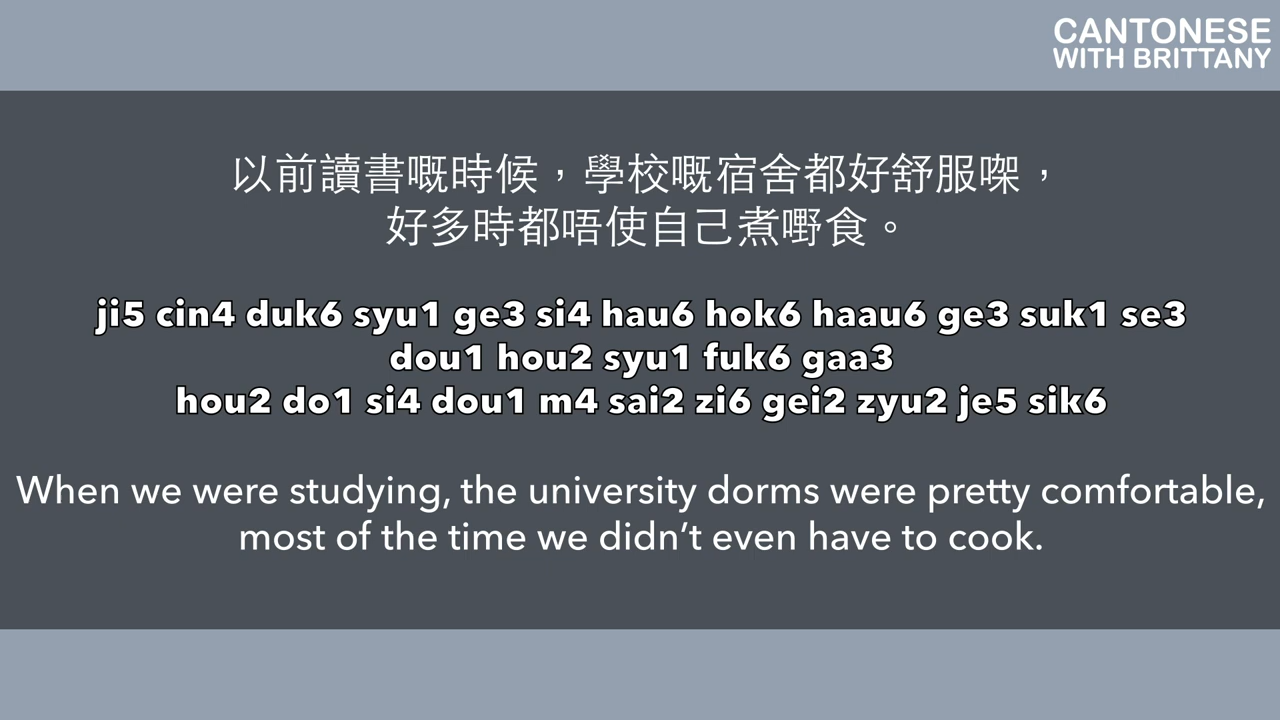 CANTONESE
WITH BRITTANY
以前讀書嘅時候，學校嘅宿舍都好舒服㗎，
好多時都唔使自己煮嘢食。
ji5 cin4 duk6 syu1 ge3 si4 hau6 hok6 haau6 ge3 suk1 se3
dou1 hou2 syu1 fuk6 gaa3
hou2 do1 si4 dou1 m4 sai2 zi6 gei2 zyu2 je5 sik6
When we were studying, the university dorms were pretty comfortable,
most of the time we didn’t even have to cook.